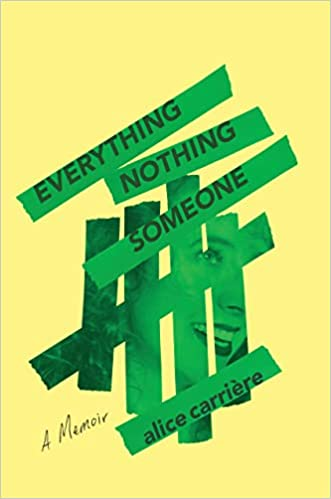 EVERYTHING
NOTHING
SOMEONE
A Memoir
alice carrière